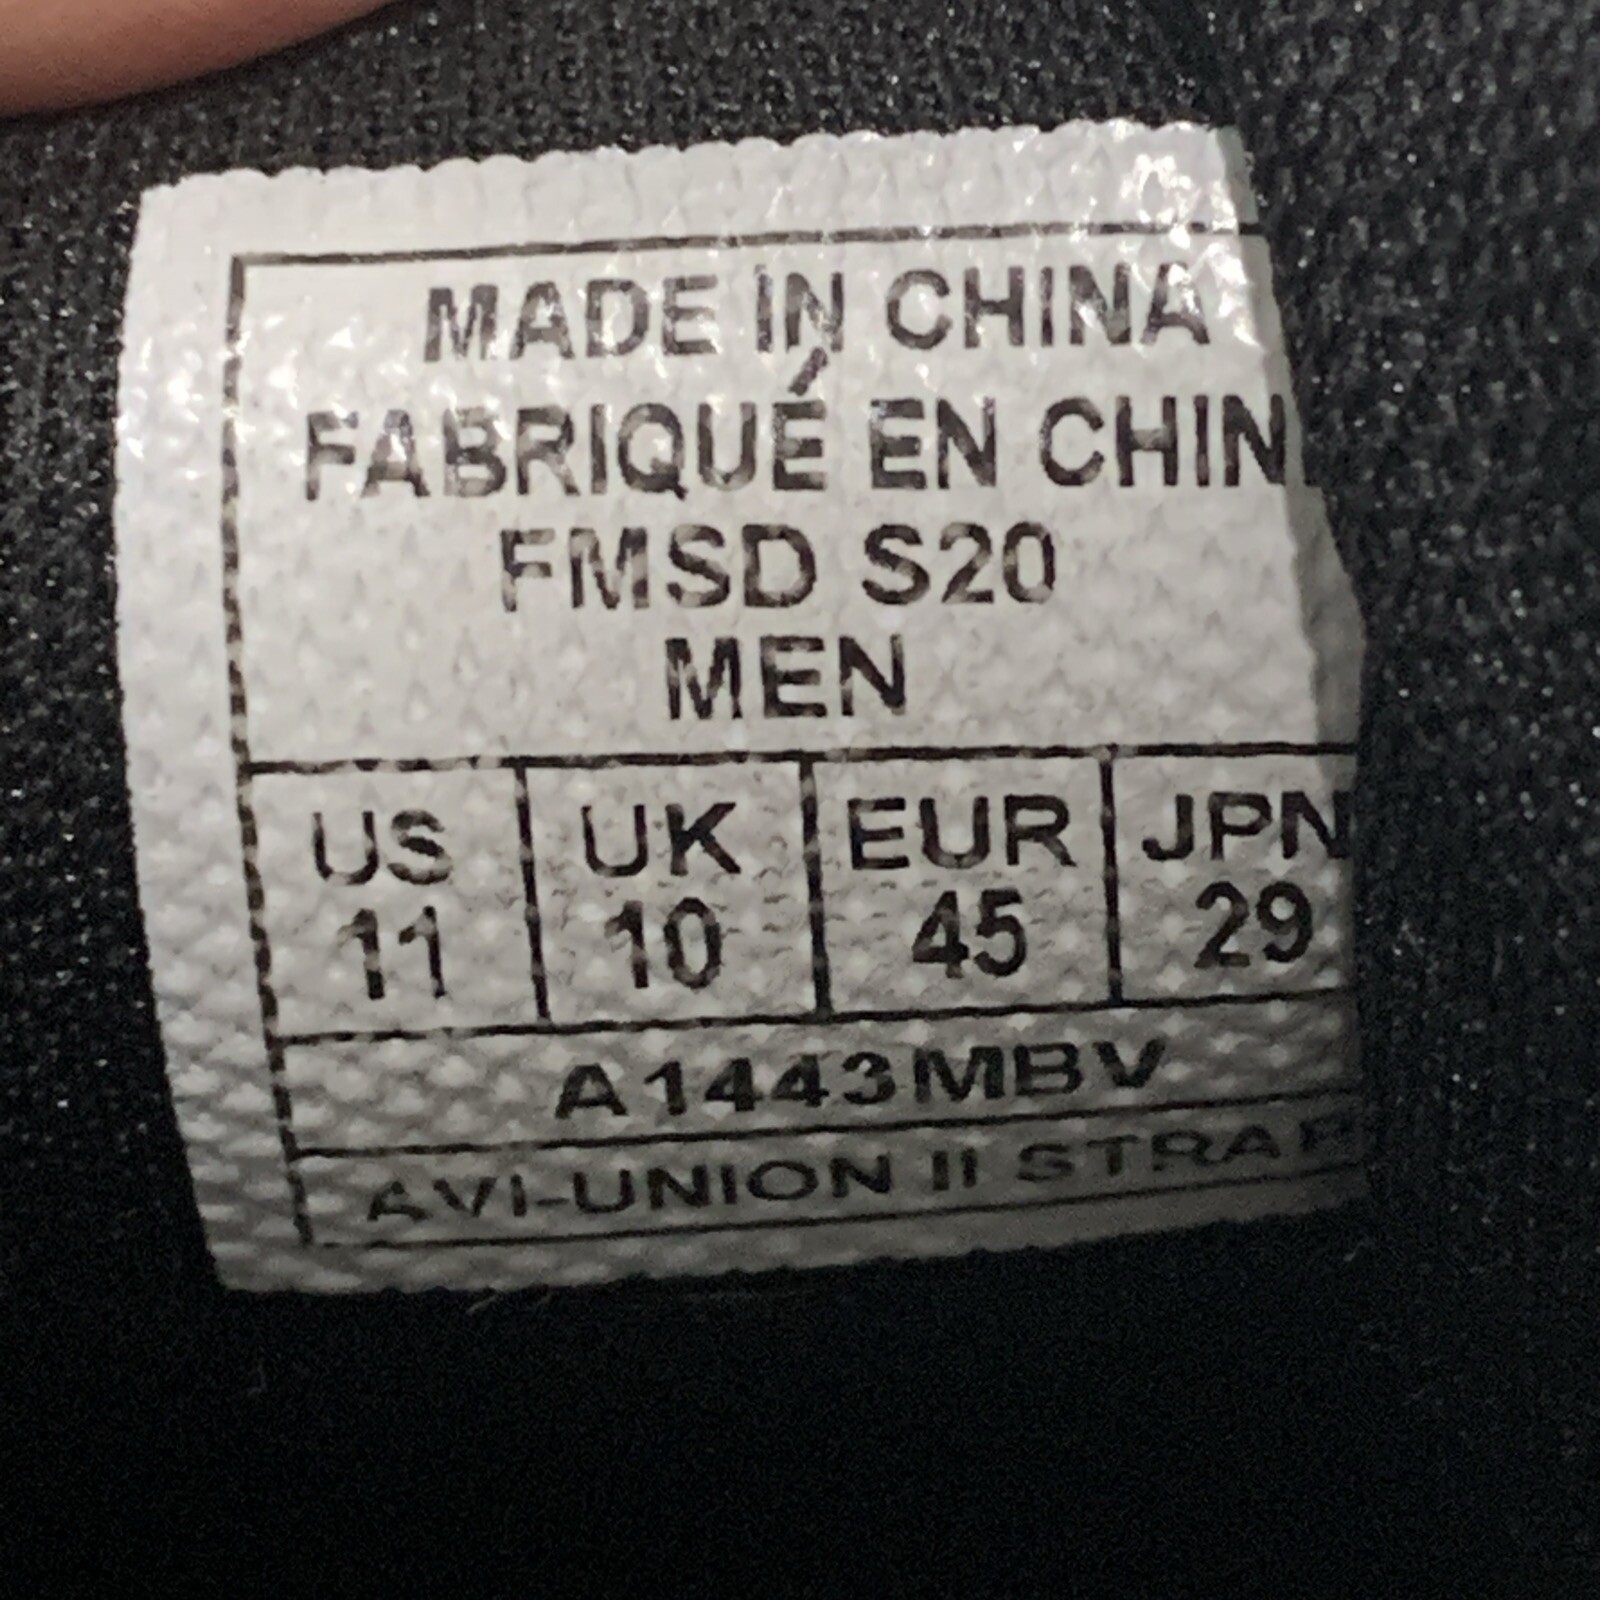 MADE IN CHINA
FABRIQUÉ EN CHIN
FMSD S20
MEN
US UK EUR JPN
11 10 45 29
A1443MBV
AVI-UNION II STRAP